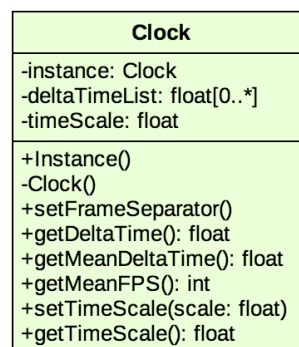 Clock
-instance: Clock
-deltaTimeList: float[0..*]
-timeScale: float
+Instance()
-Clock()
+setFrameSeparator()
+getDeltaTime(): float
+getMeanDeltaTime(): float
+getMeanFPS(): int
+setTimeScale(scale: float)
+getTimeScale(): float